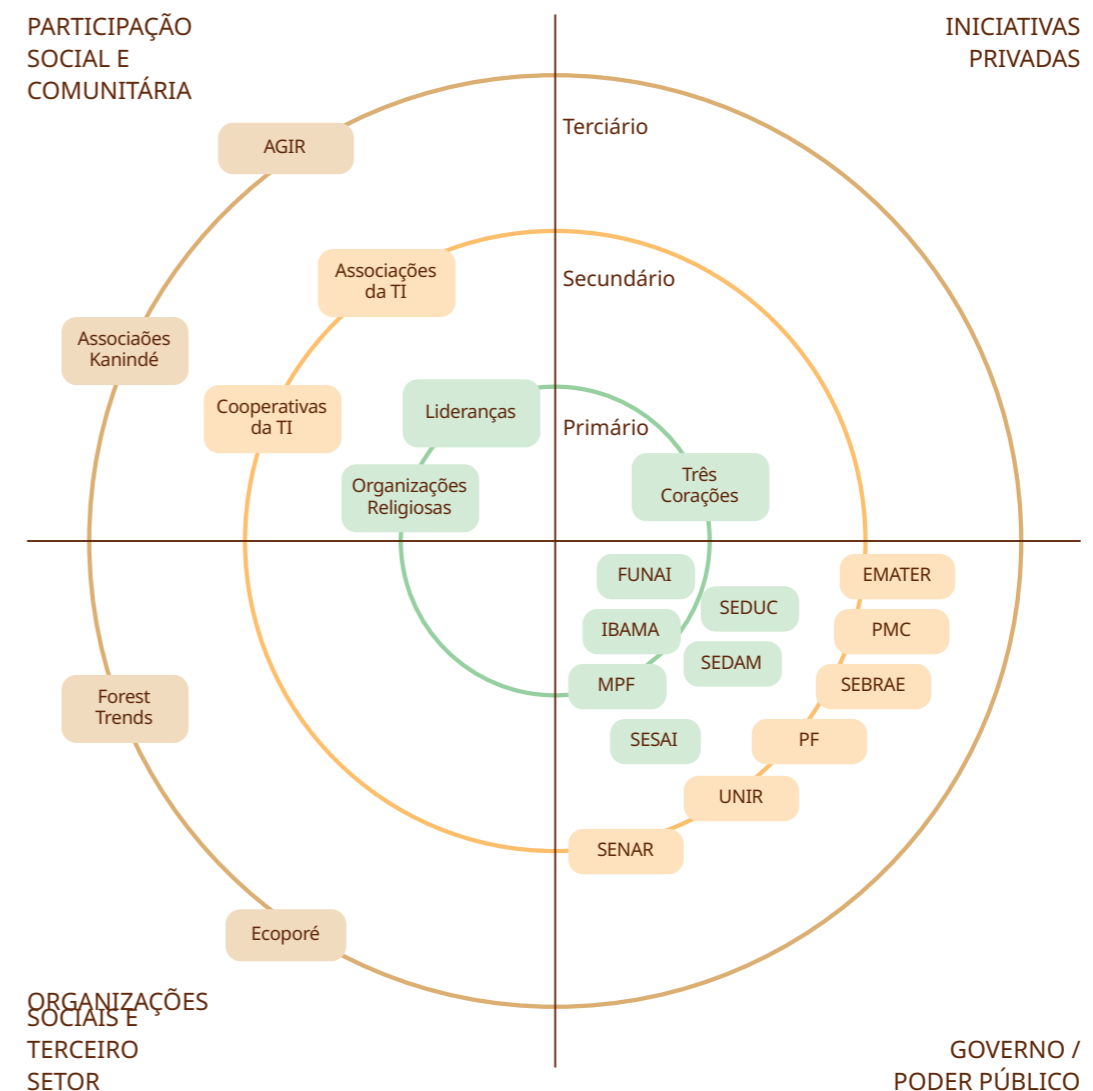 PARTICIPAÇÃO
SOCIAL E
COMUNITÁRIA
INICIATIVAS
PRIVADAS
Terciário
AGIR
Secundário
Associações
da TI
Associaões
Kanindé
Cooperativas
da TI
Lideranças
Primário
Organizações
Religiosas
Três
Corações
FUNAI
EMATER
SEDUC
IBAMA
PMC
SEDAM
MPF
SEBRAE
Forest
Trends
SESAI
PF
UNIR
SENAR
Ecoporé
ORGANIZAÇÕES
SOCIAIS E
TERCEIRO
SETOR
GOVERNO /
PODER PÚBLICO